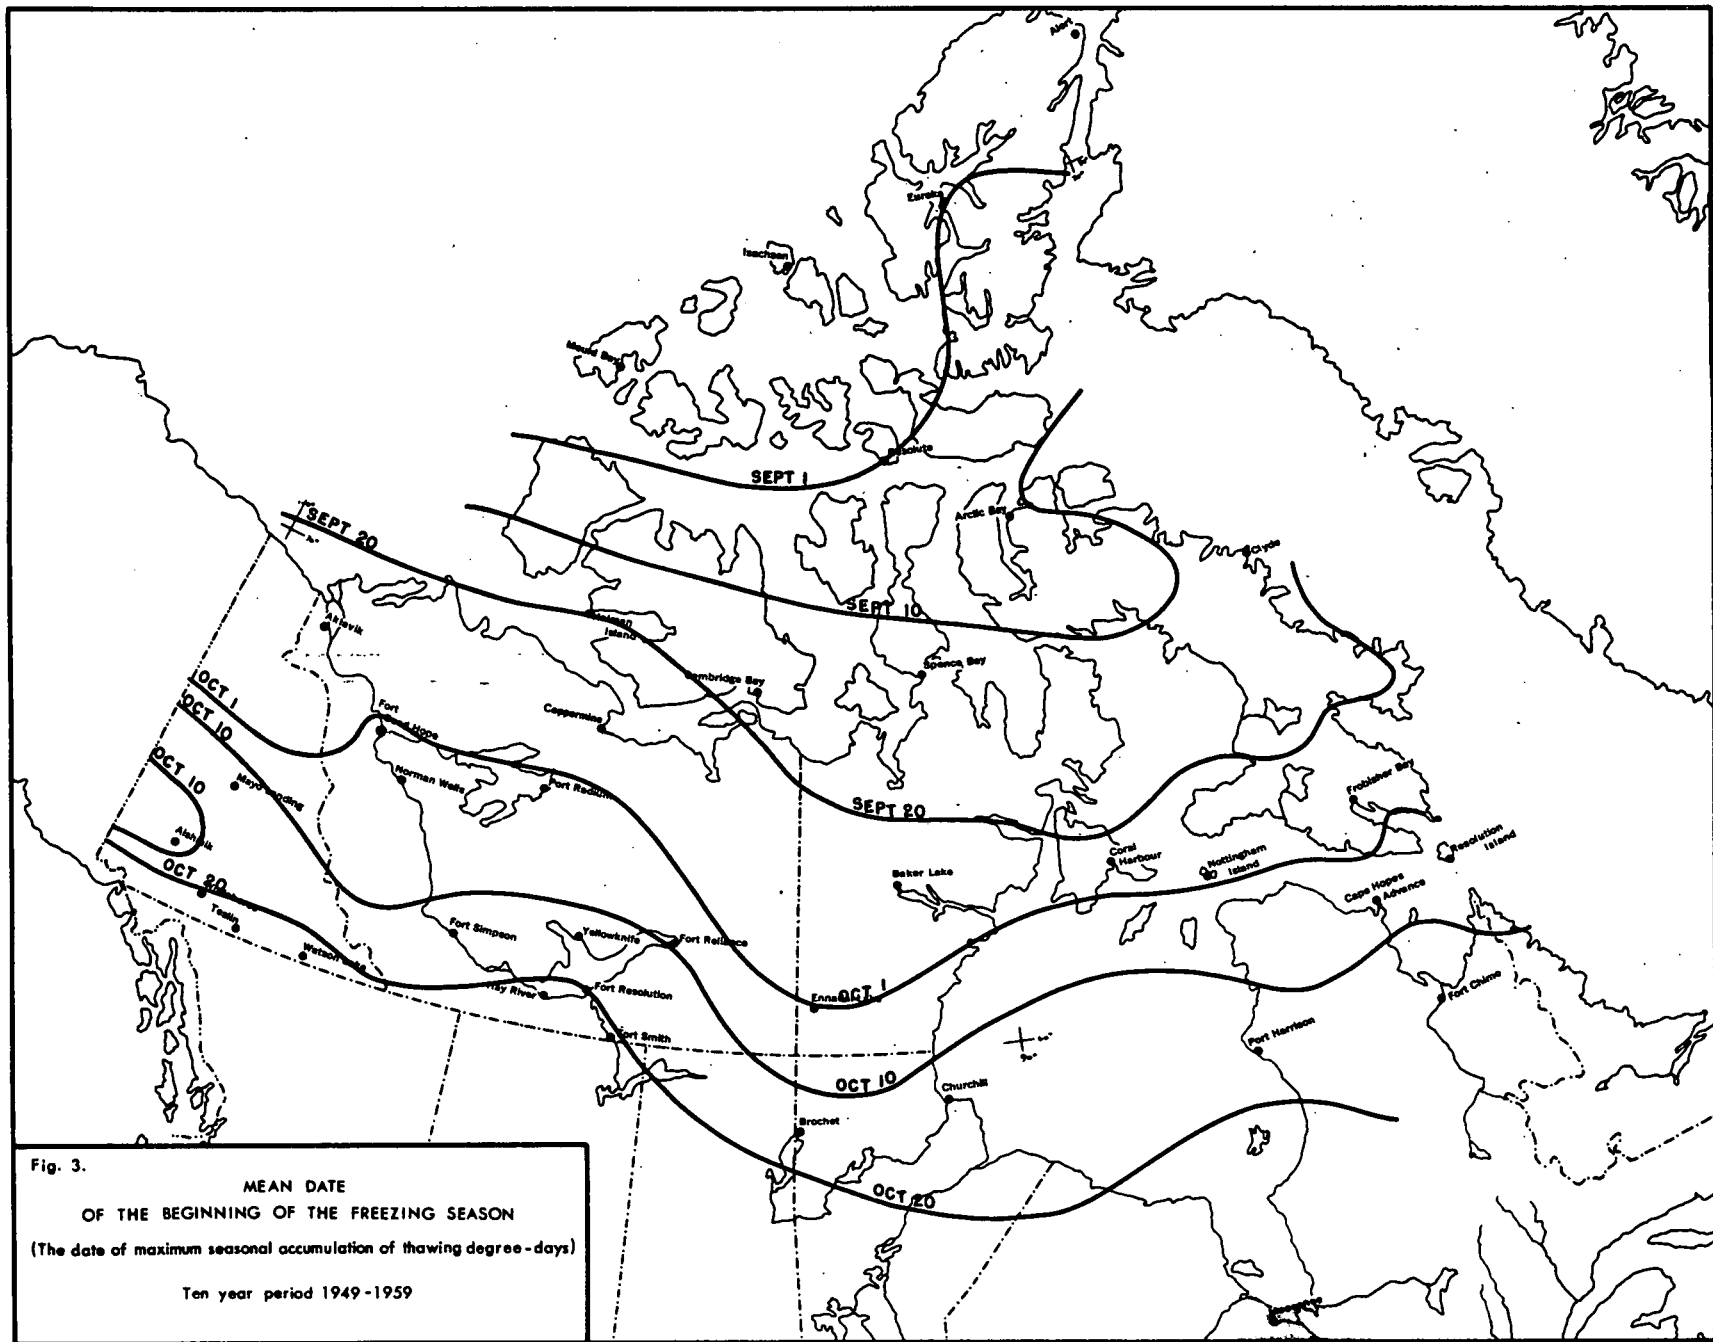 Alert
Eureka
Isachsen
Mould Bay
Resolute
SEPT 1
Arctic Bay
SEPT 20
Clyde
SEPT 10
Holman
Island
Aklavik
Spence Bay
Cambridge Bay
OCT 1
OCT 10
Fort
Good Hope
Coppermine
OCT 10
Mayo Landing
Norman Wells
Port Radium
SEPT 20
Frobisher Bay
Aishihik
Resolution
Island
Coral
Harbour
Nottingham
Island
Baker Lake
Cape Hopes
Advance
OCT 20
Teslin
Fort Simpson
Yellowknife
Fort Reliance
Watson Lake
Hay River
Fort Resolution
OCT 1
Fort Chimo
Fort Smith
Port Harrison
OCT 10
Churchill
Brochet
OCT 20
Fig. 3.
MEAN DATE
OF THE BEGINNING OF THE FREEZING SEASON
(The date of maximum seasonal accumulation of thawing degree-days)
Ten year period 1949-1959